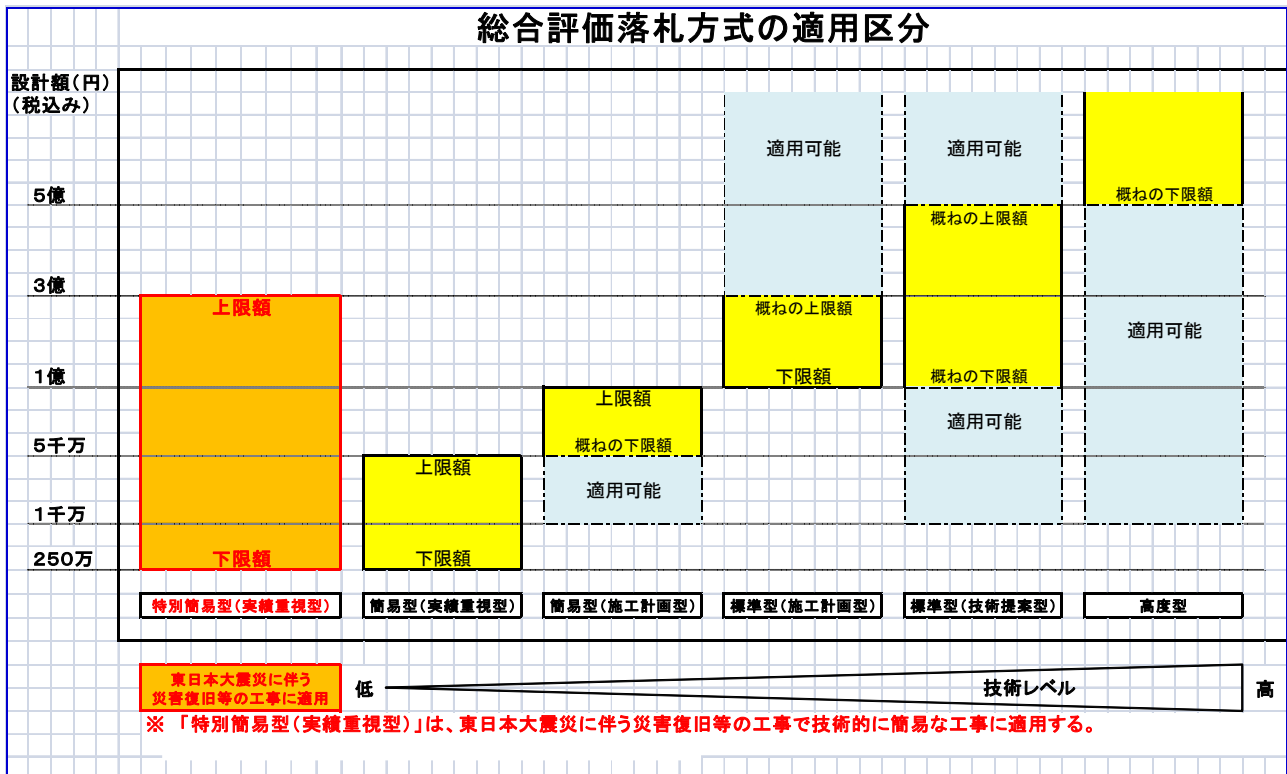 総合評価落札方式の適用区分
設計額(円)
(税込み)
適用可能
適用可能
5億
概ねの下限額
概ねの上限額
3億
上限額
概ねの上限額
適用可能
1億
下限額
概ねの下限額
上限額
適用可能
5千万
概ねの下限額
上限額
適用可能
1千万
250万
下限額
下限額
特別簡易型(実績重視型)
簡易型(実績重視型)
簡易型(施工計画型)
標準型(施工計画型)
標準型(技術提案型)
高度型
東日本大震災に伴う
災害復旧等の工事に適用
低
技術レベル
高
※ 「特別簡易型(実績重視型)」は、東日本大震災に伴う災害復旧等の工事で技術的に簡易な工事に適用する。